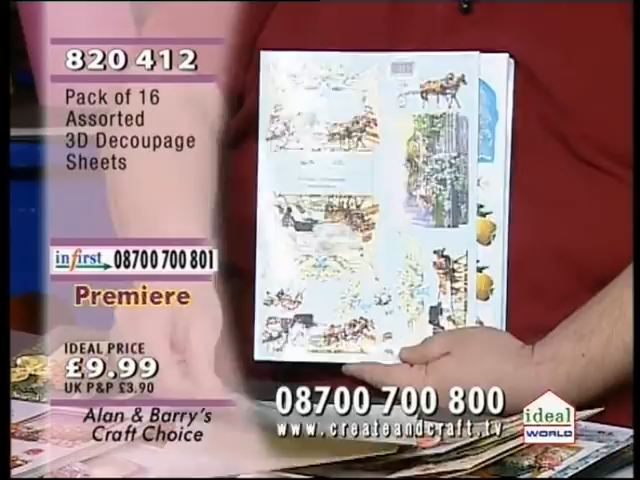 820 412
Pack of 16
Assorted
3D Decoupage
Sheets
infirst 08700 700 801
Premiere
IDEAL PRICE
£9.99
UK P&P £3.90
Alan & Barry's
Craft Choice
08700 700 800
www.createandcraft.tv
ideal
WORLD